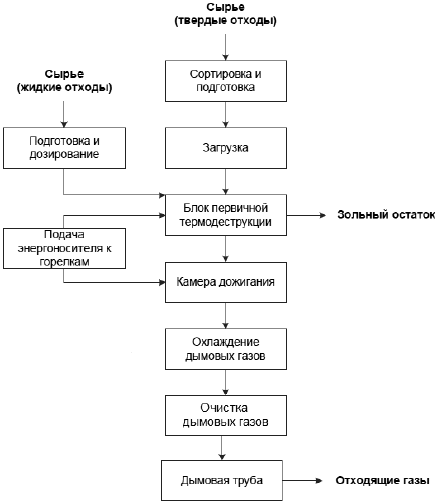 Сырье
(твердые отходы)
Сортировка и
подготовка
Сырье
(жидкие отходы)
Подготовка и
дозирование
Загрузка
Блок первичной
термодеструкции
Зольный остаток
Подача
энергоносителя к
горелкам
Камера дожигания
Охлаждение
дымовых газов
Очистка
дымовых газов
Дымовая труба
Отходящие газы